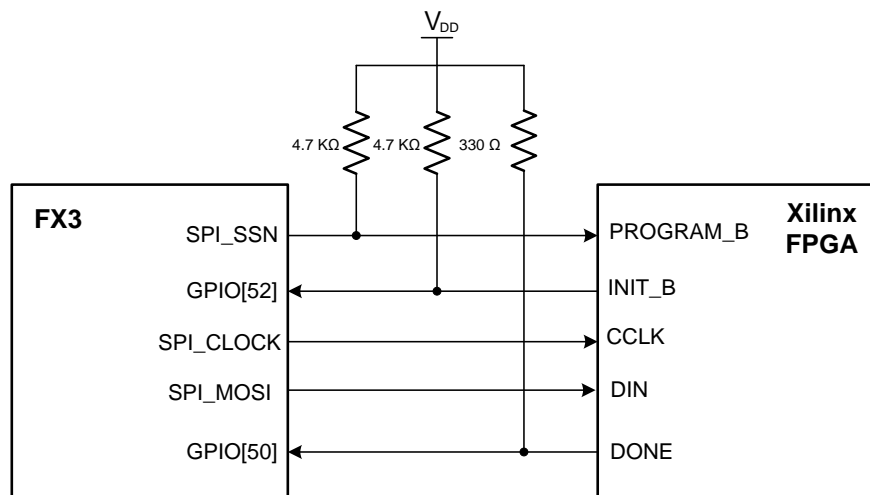 VDD
4.7 KΩ 4.7 KΩ 330 Ω
FX3
Xilinx
FPGA
SPI_SSN PROGRAM_B
GPIO[52] INIT_B
SPI_CLOCK CCLK
SPI_MOSI DIN
GPIO[50] DONE